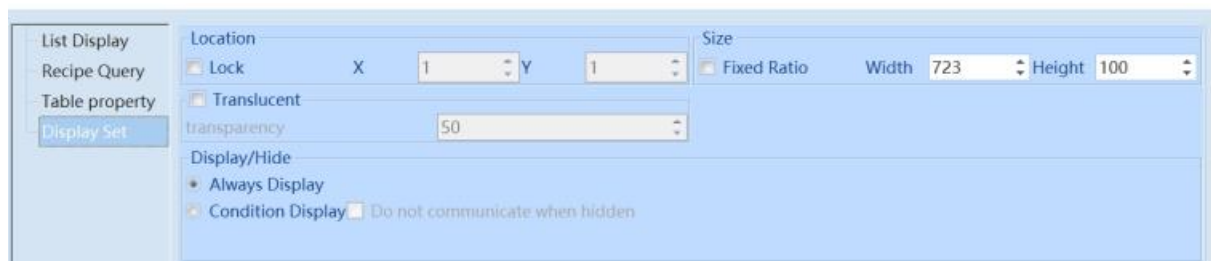 List Display
Recipe Query
Table property
Display Set
Location
Lock X 1 Y 1
Size
Fixed Ratio Width 723 Height 100
Translucent
transparency 50
Display/Hide
Always Display
Condition Display Do not communicate when hidden